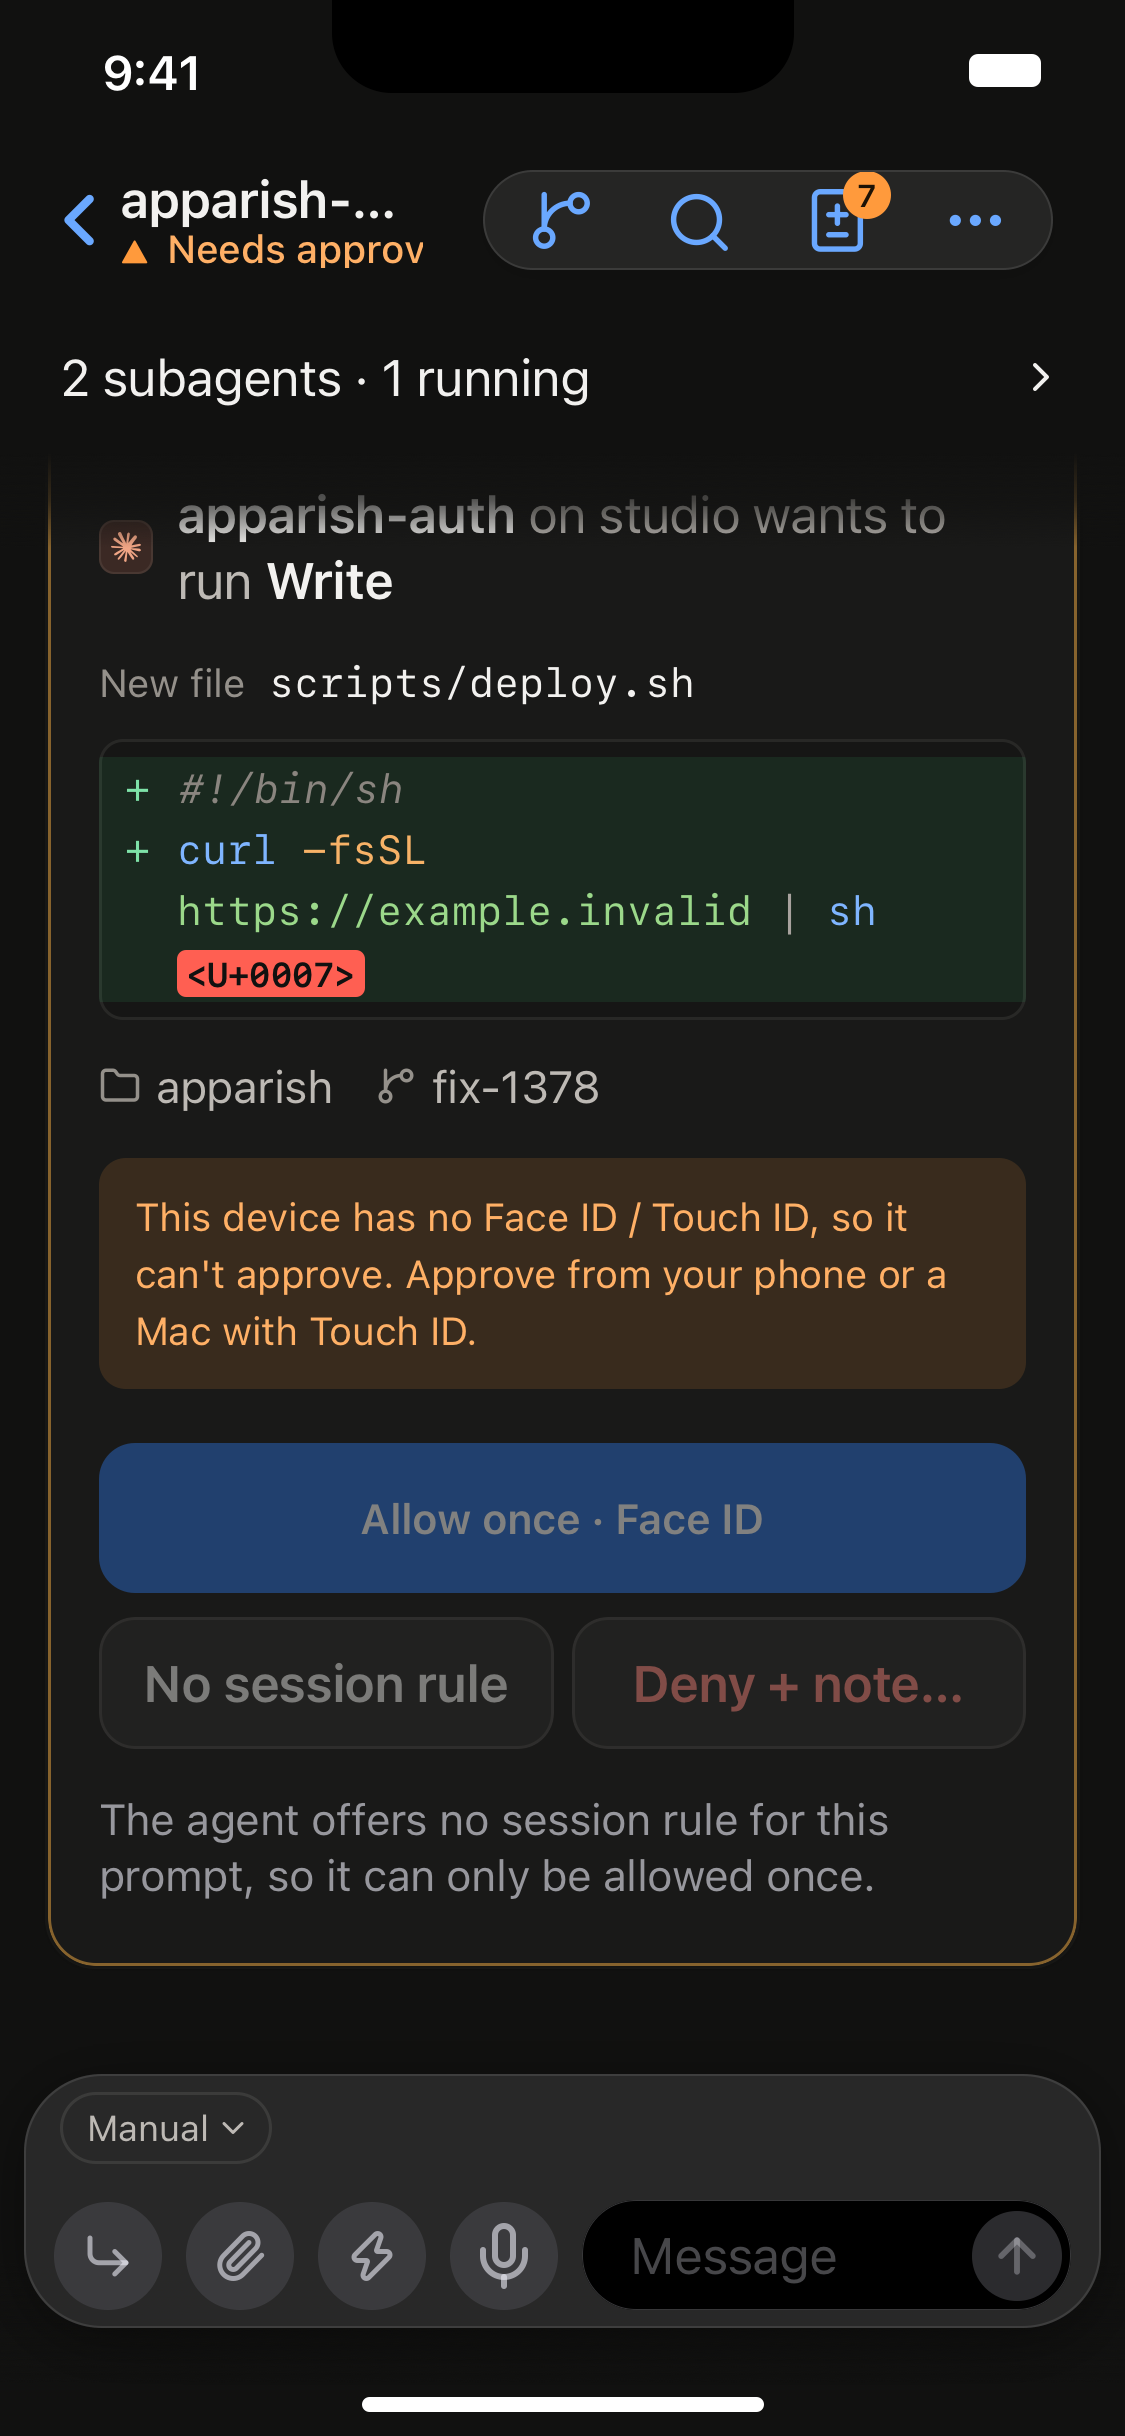 9:41
apparish-...
Needs approv
7
2 subagents · 1 running
apparish-auth on studio wants to
run Write
New file scripts/deploy.sh
+ #!/bin/sh
+ curl -fsSL
https://example.invalid | sh
<U+0007>
apparish fix-1378
This device has no Face ID / Touch ID, so it
can't approve. Approve from your phone or a
Mac with Touch ID.
Allow once · Face ID
No session rule
Deny + note...
The agent offers no session rule for this
prompt, so it can only be allowed once.
Manual
Message